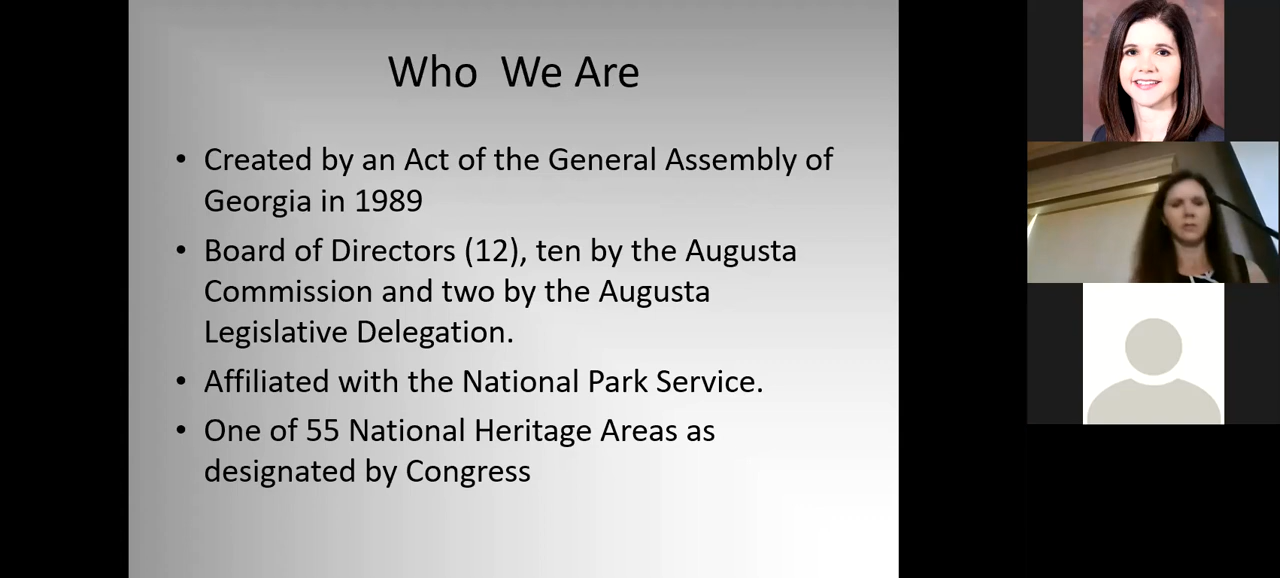 Who We Are
• Created by an Act of the General Assembly of
Georgia in 1989
• Board of Directors (12), ten by the Augusta
Commission and two by the Augusta
Legislative Delegation.
• Affiliated with the National Park Service.
• One of 55 National Heritage Areas as
designated by Congress